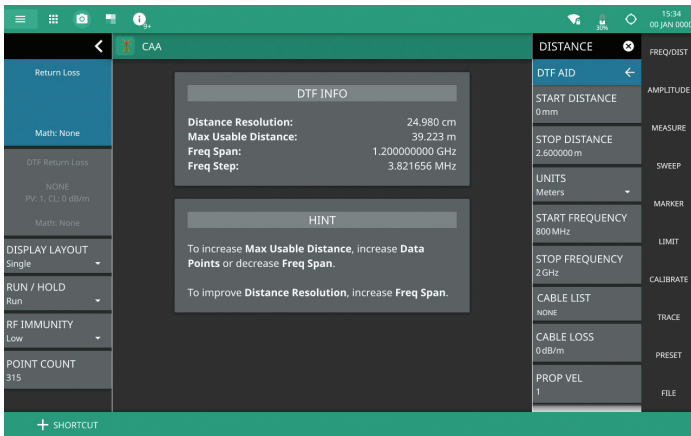 9+
30%
15:34
00 JAN 0000
CAA
Return Loss
Math: None
DTF Return Loss
NONE
PV: 1, CL: 0 dB/m
Math: None
DISPLAY LAYOUT
Single
RUN / HOLD
Run
RF IMMUNITY
Low
POINT COUNT
315
DTF INFO
Distance Resolution: 24.980 cm
Max Usable Distance: 39.223 m
Freq Span: 1.200000000 GHz
Freq Step: 3.821656 MHz
HINT
To increase Max Usable Distance, increase Data
Points or decrease Freq Span.
To improve Distance Resolution, increase Freq Span.
DISTANCE
DTF AID
START DISTANCE
0 mm
STOP DISTANCE
2.600000 m
UNITS
Meters
START FREQUENCY
800 MHz
STOP FREQUENCY
2 GHz
CABLE LIST
NONE
CABLE LOSS
0 dB/m
PROP VEL
1
FREQ/DIST
AMPLITUDE
MEASURE
SWEEP
MARKER
LIMIT
CALIBRATE
TRACE
PRESET
FILE
+ SHORTCUT